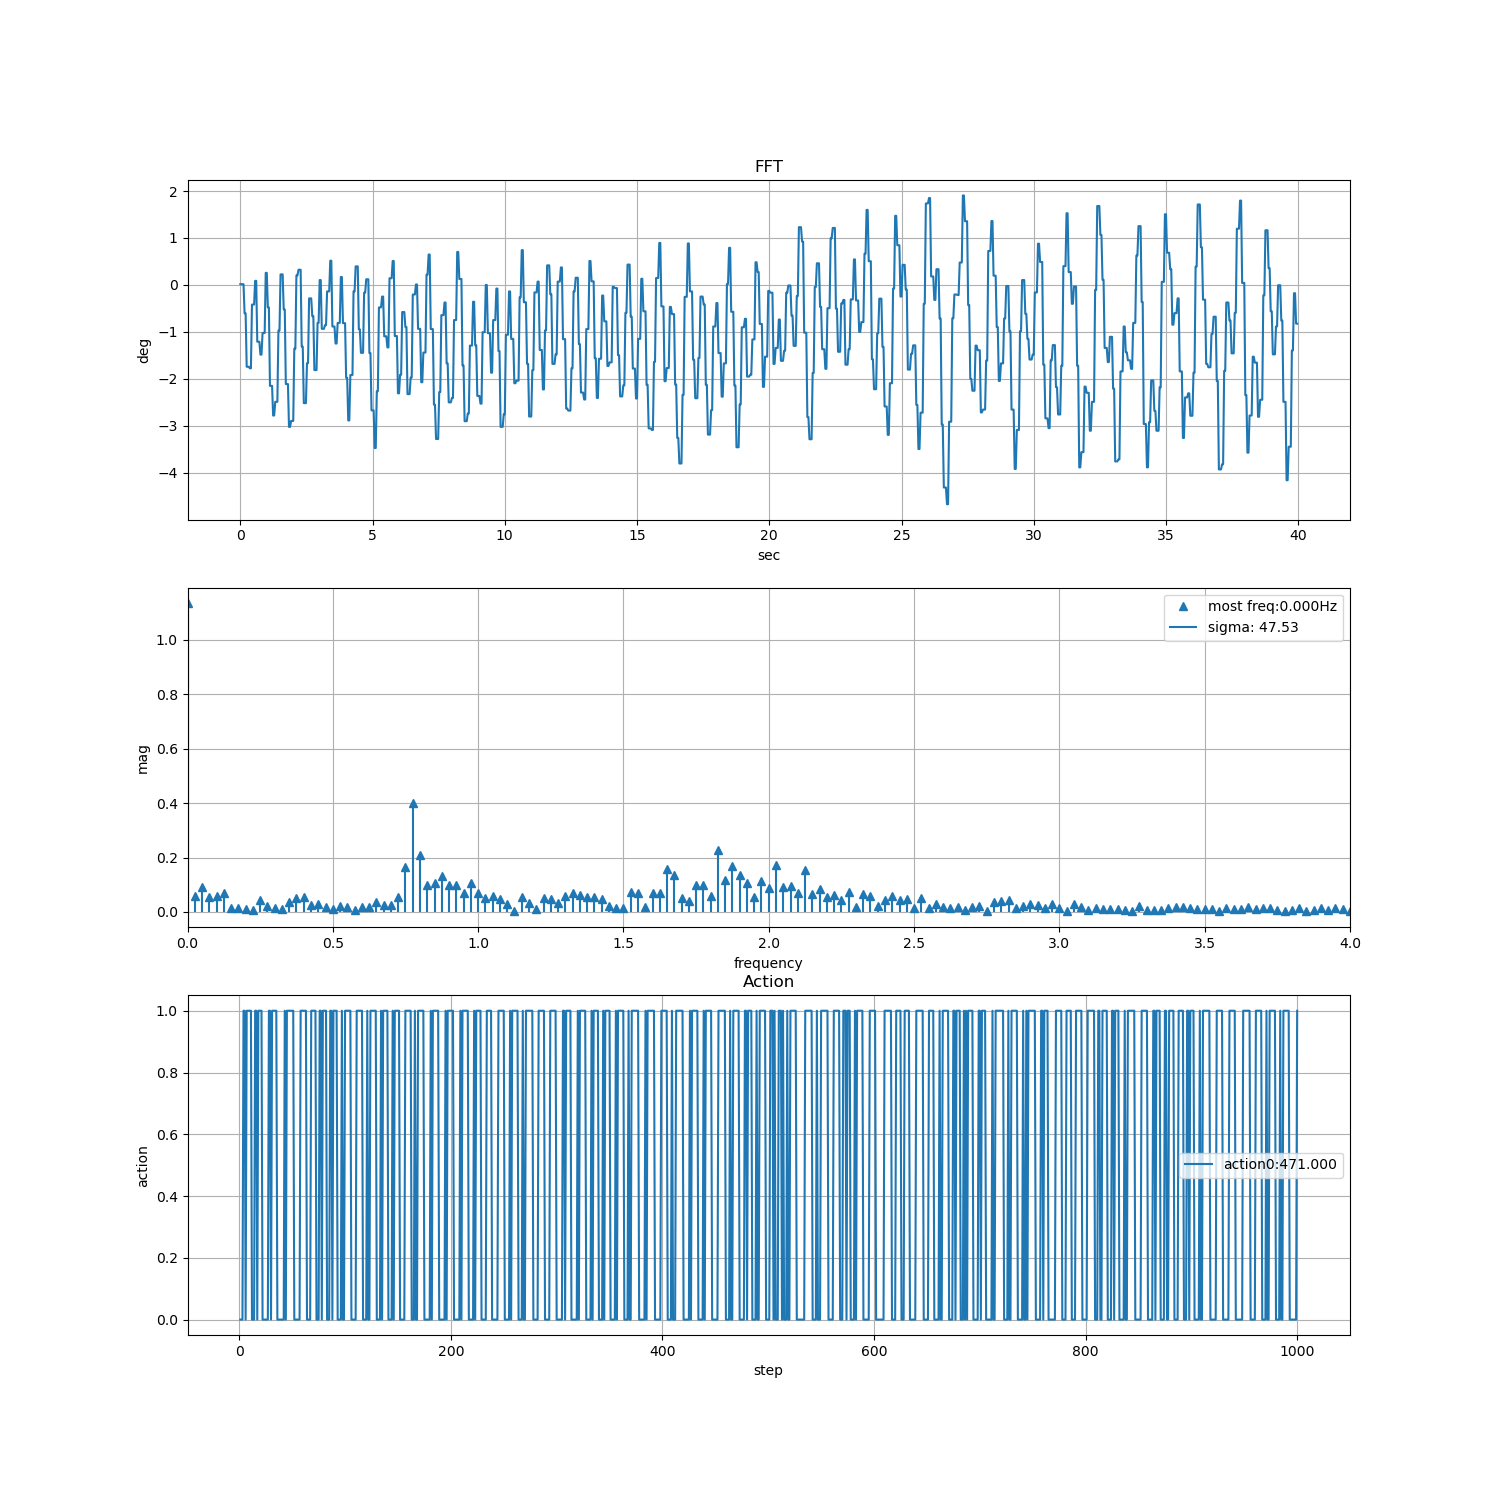 FFT
2
1
0
−1
−2
−3
−4
deg
0 5 10 15 20 25 30 35 40
sec
most freq:0.000Hz
sigma: 47.53
1.0
0.8
0.6
0.4
0.2
0.0
mag
0.0 0.5 1.0 1.5 2.0 2.5 3.0 3.5 4.0
frequency
Action
1.0
0.8
0.6
0.4
0.2
0.0
action
action0:471.000
0 200 400 600 800 1000
step